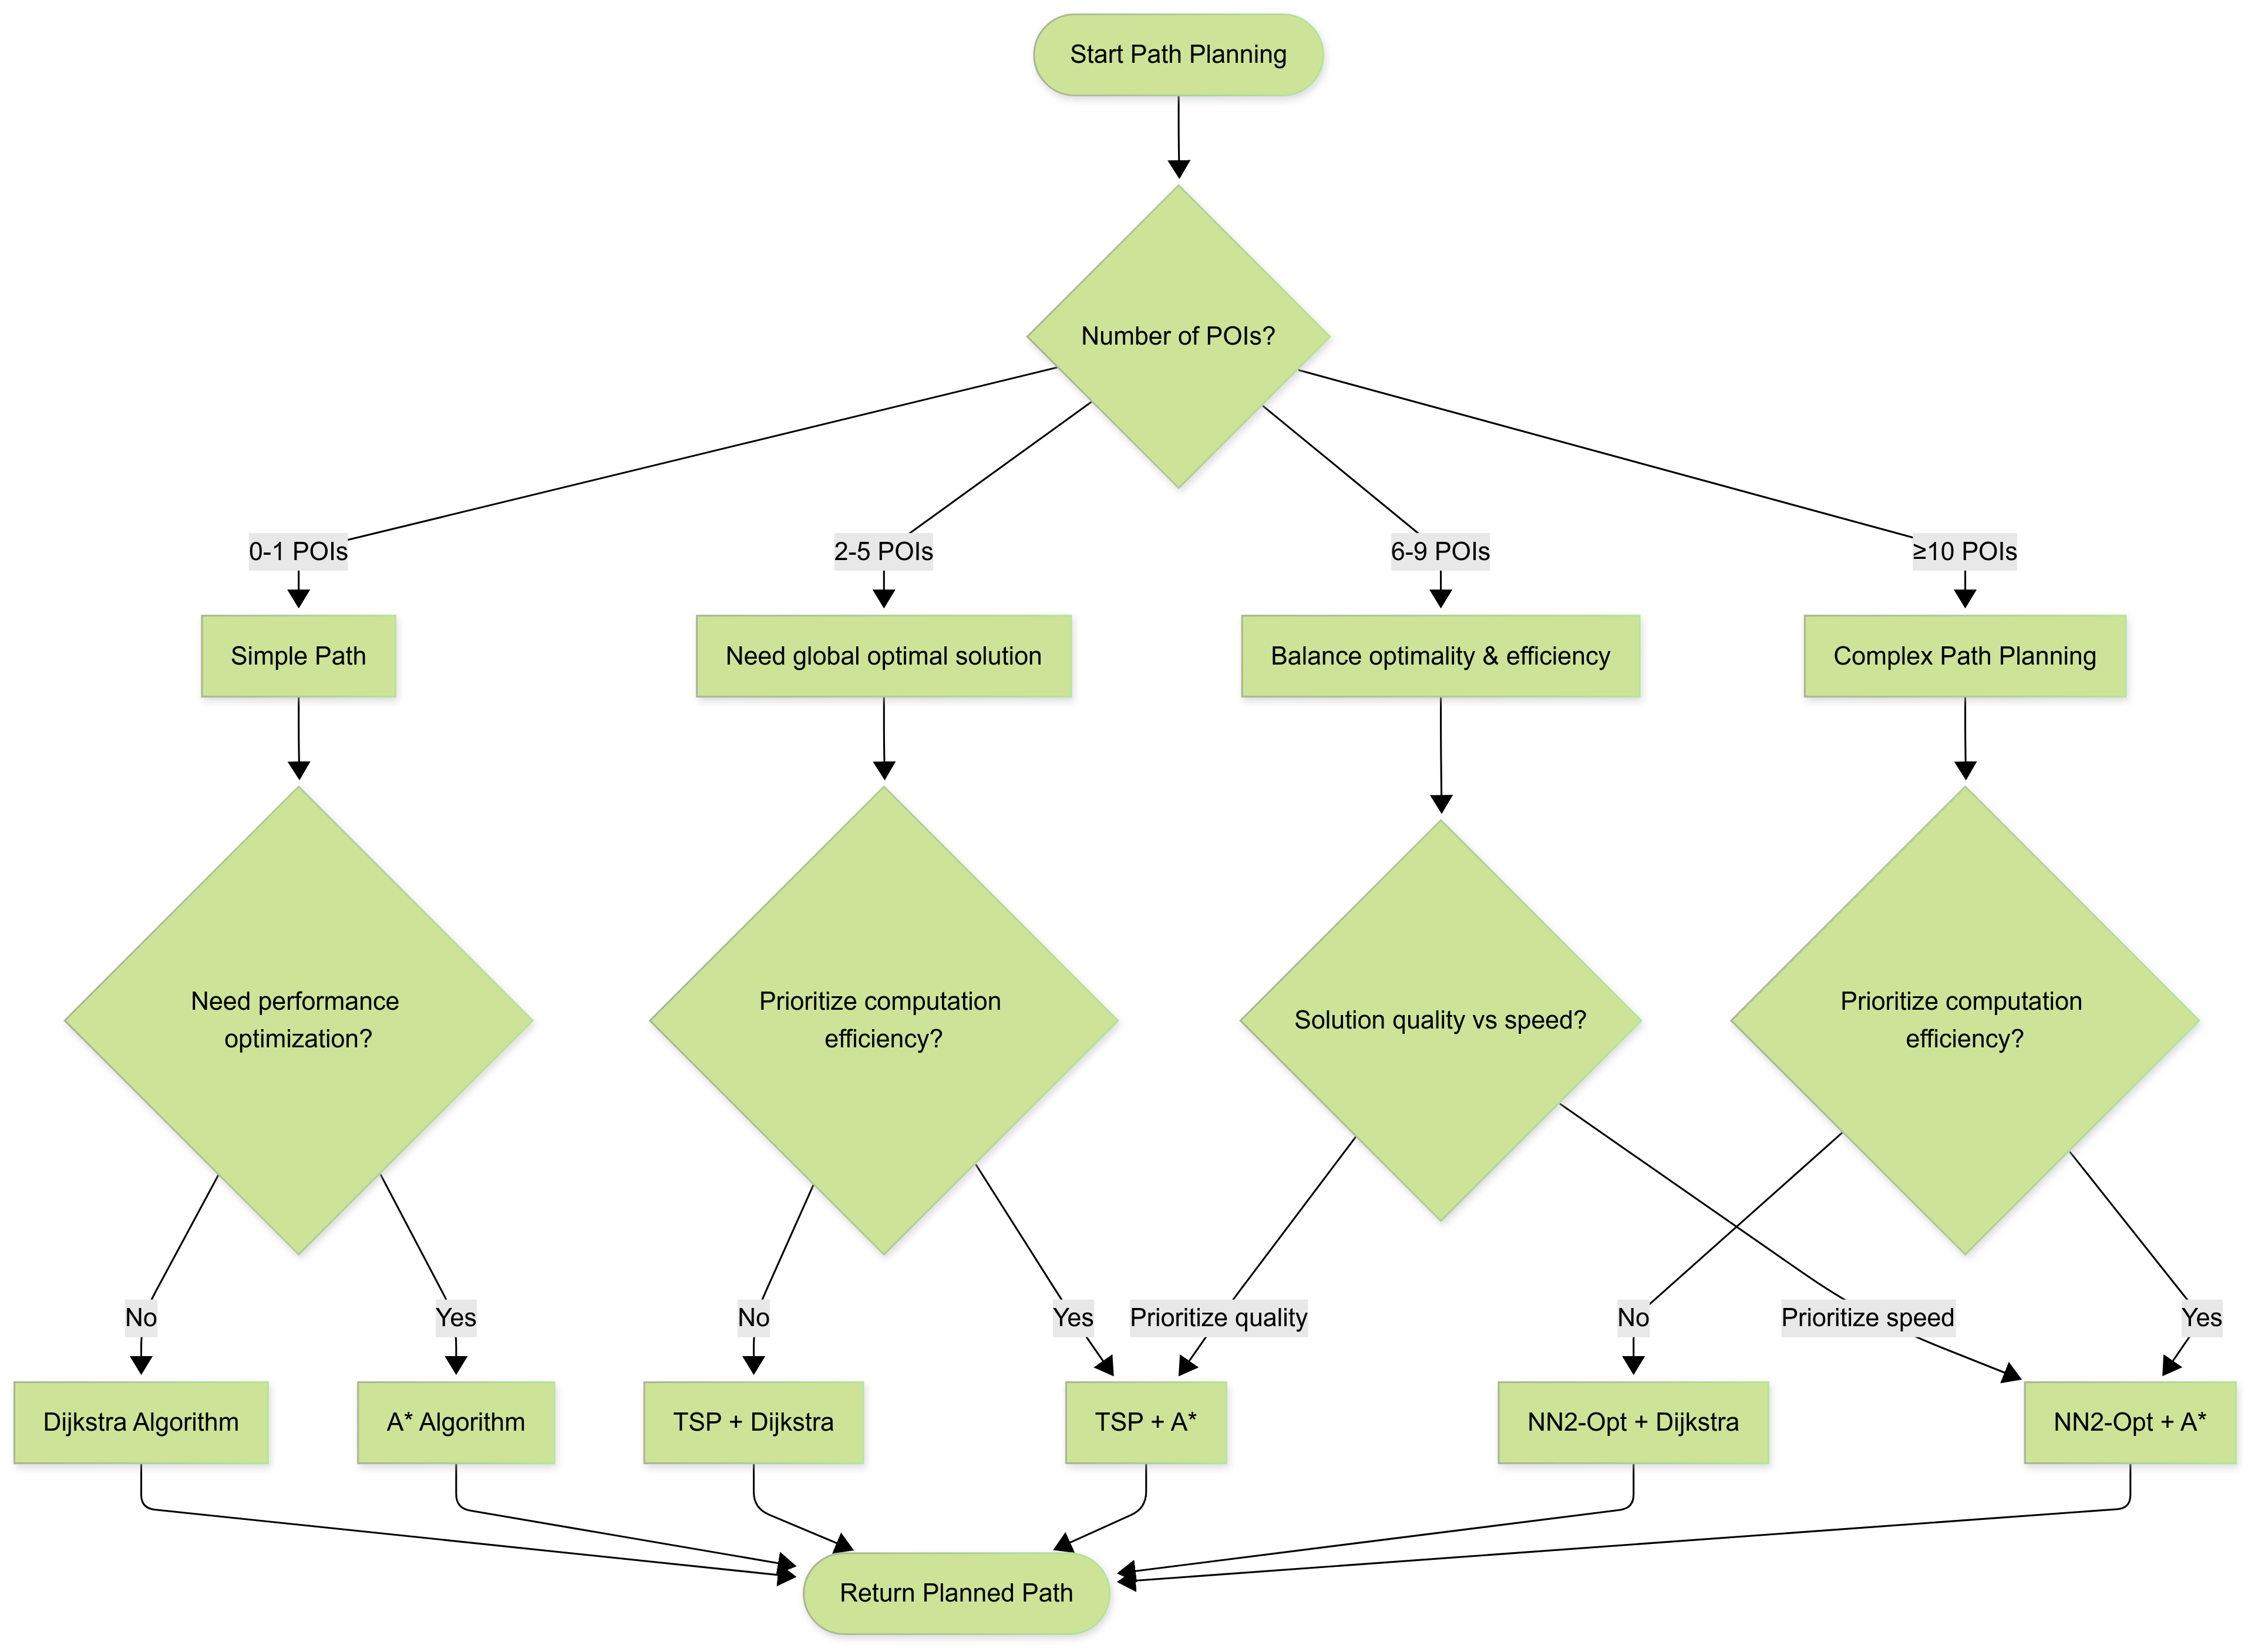 Start Path Planning
Number of POIs?
0-1 POIs
2-5 POIs
6-9 POIs
≥10 POIs
Simple Path
Need global optimal solution
Balance optimality & efficiency
Complex Path Planning
Need performance
optimization?
Prioritize computation
efficiency?
Solution quality vs speed?
Prioritize computation
efficiency?
No
Yes
No
Yes
Prioritize quality
No
Prioritize speed
Yes
Dijkstra Algorithm
A* Algorithm
TSP + Dijkstra
TSP + A*
NN2-Opt + Dijkstra
NN2-Opt + A*
Return Planned Path